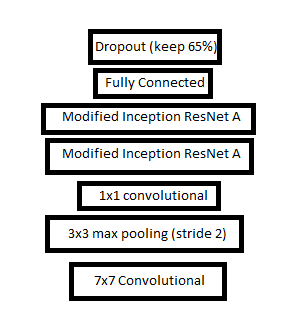 Dropout (keep 65%)
Fully Connected
Modified Inception ResNet A
Modified Inception ResNet A
1x1 convolutional
3x3 max pooling (stride 2)
7x7 Convolutional